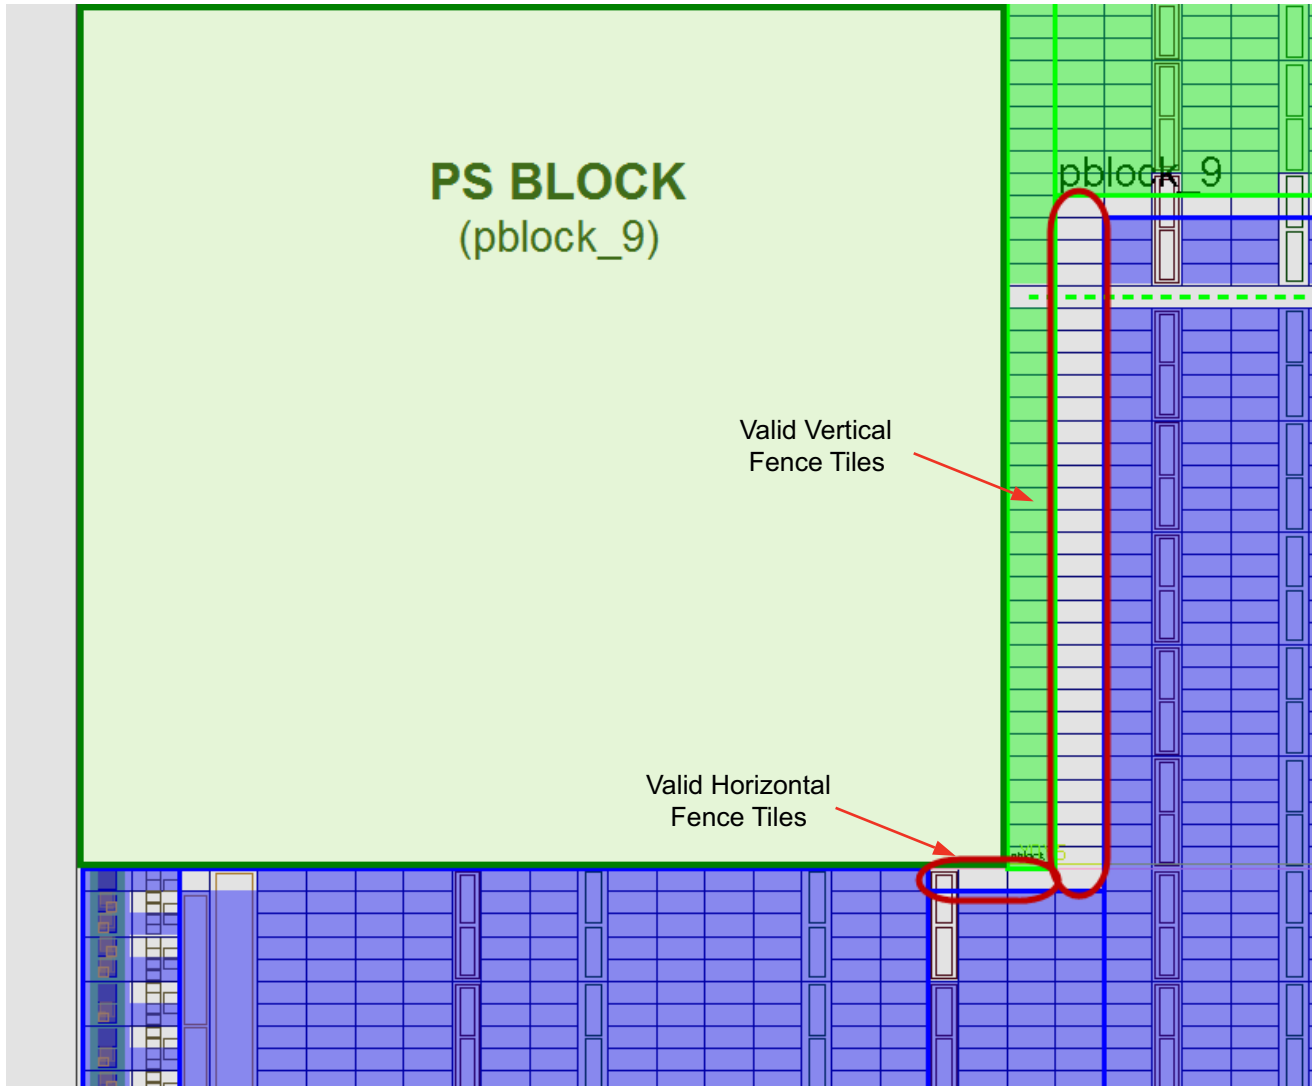 PS BLOCK
(pblock_9)
pblock_9
Valid Vertical
Fence Tiles
Valid Horizontal
Fence Tiles